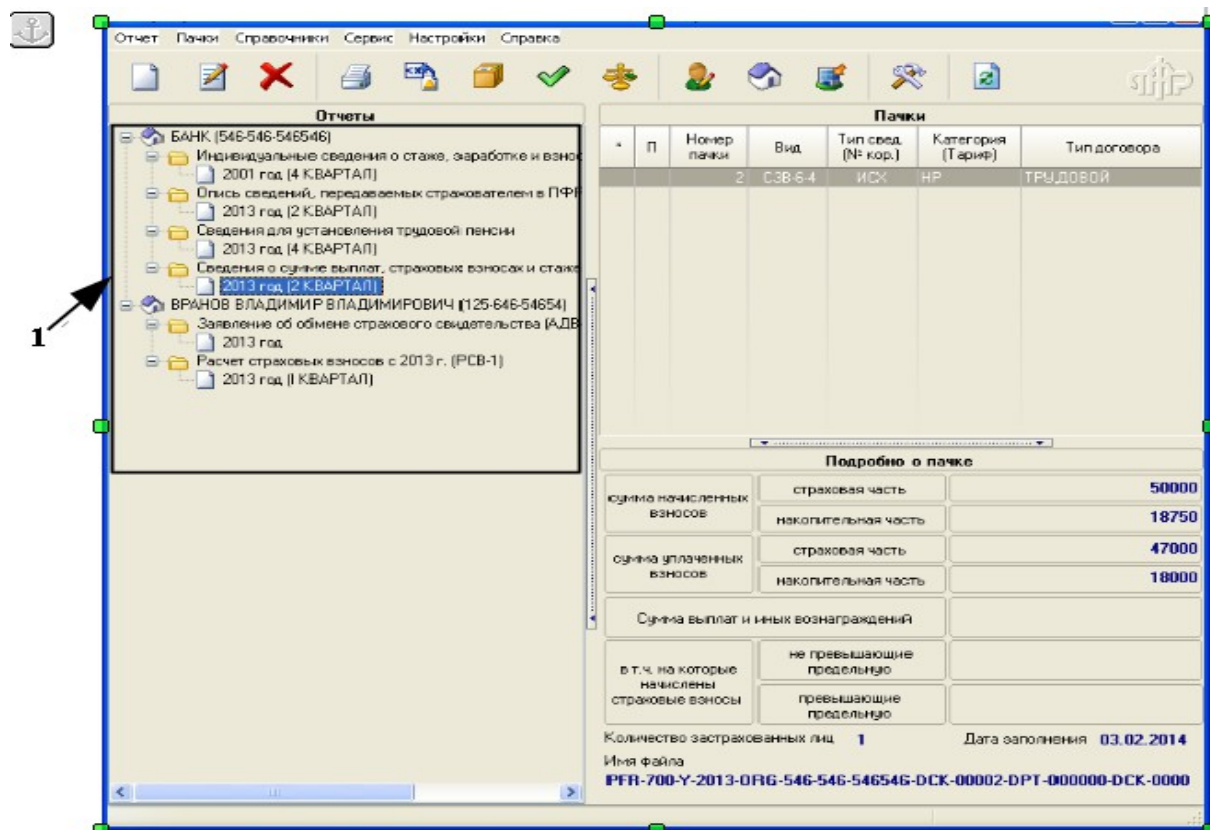 Отчет Пачки Справочники Сервис Настройки Справка
Отчеты
БАНК (546-546-546546)
Индивидуальные сведения о стаже, заработке и взнос
2001 год (4 КВАРТАЛ)
Опись сведений, передаваемых страхователем в ПФР
2013 год (2 КВАРТАЛ)
Сведения для установления трудовой пенсии
2013 год (4 КВАРТАЛ)
Сведения о сумме выплат, страховых взносах и стаже
2013 год (2 КВАРТАЛ)
ВРАНОВ ВЛАДИМИР ВЛАДИМИРОВИЧ (125-646-54654)
Заявление об обмене страхового свидетельства (АДВ
2013 год
Расчет страховых взносов с 2013 г. (РСВ-1)
2013 год (I КВАРТАЛ)
1
Пачки
* П Номер пачки Вид Тип свед. (№ кор.) Категория (Тариф) Тип договора
2 СЗВ-6-4 ИСХ НР ТРУДОВОЙ
Подробно о пачке
сумма начисленных взносов
страховая часть 50000
накопительная часть 18750
сумма уплаченных взносов
страховая часть 47000
накопительная часть 18000
Сумма выплат и иных вознаграждений
в т.ч. на которые начислены страховые взносы
не превышающие предельную
превышающие предельную
Количество застрахованных лиц 1 Дата заполнения 03.02.2014
Имя файла
PFR-700-Y-2013-ORG-546-546-546546-DCK-00002-DPT-000000-DCK-0000